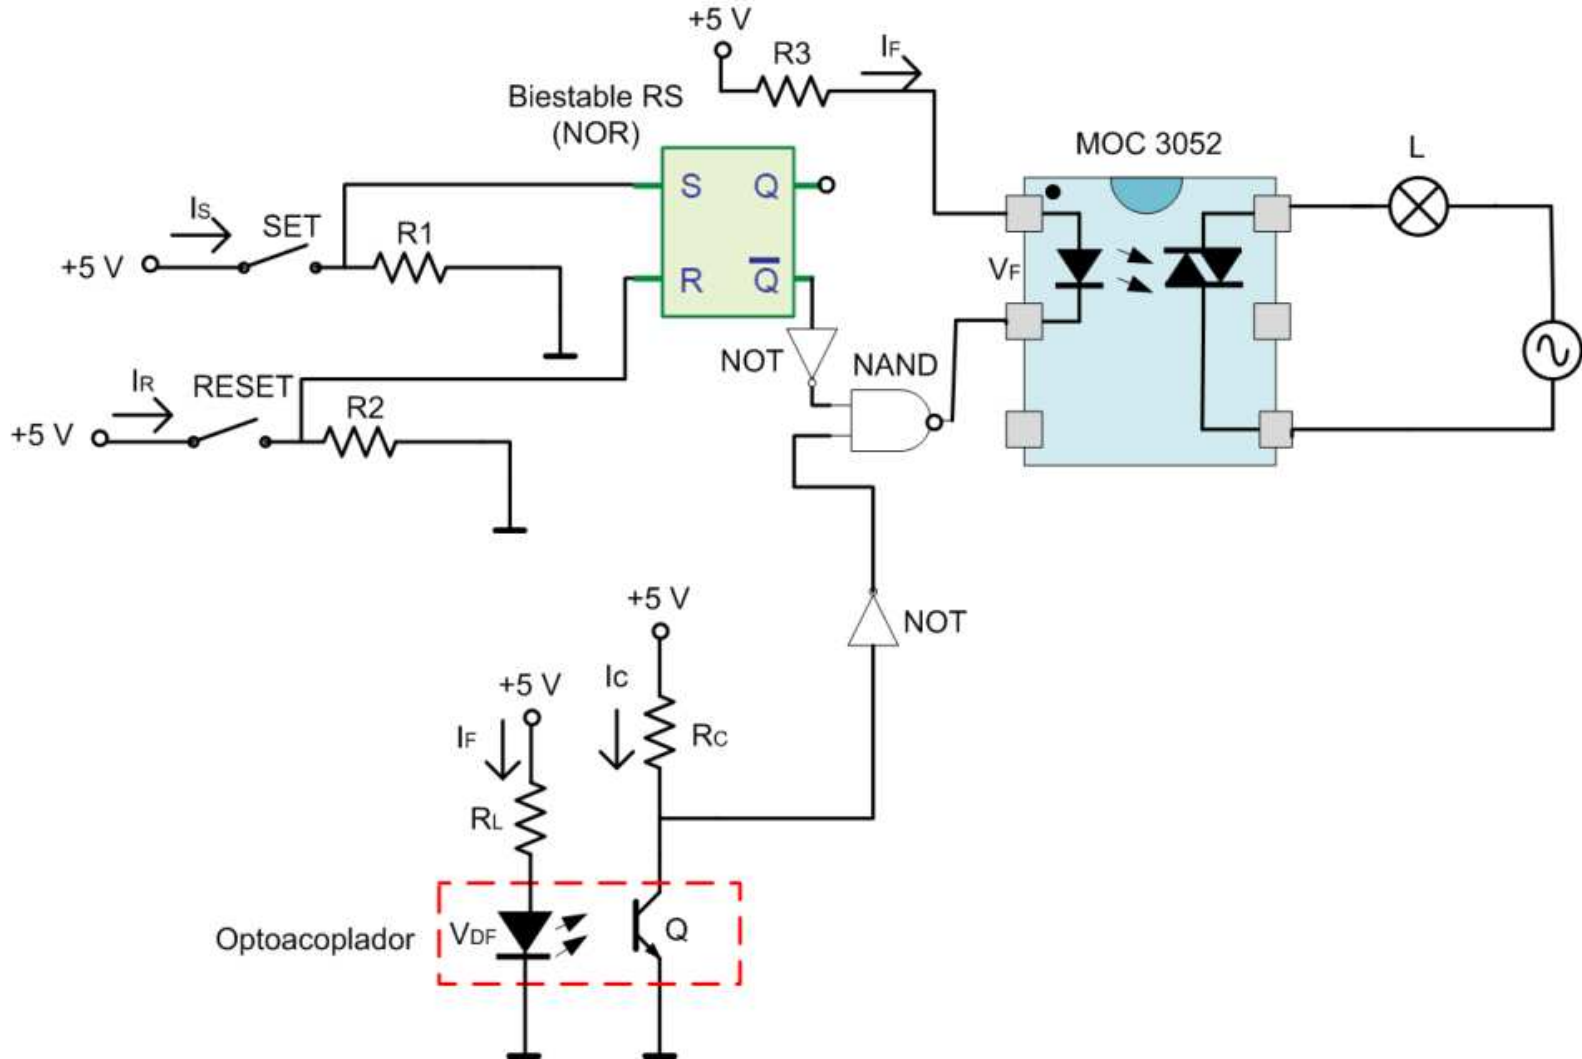 +5 V
R3
IF
Biestable RS
(NOR)
MOC 3052
L
S
Q
IS
SET
R1
+5 V
R
Q
VF
NOT
NAND
IR
RESET
R2
+5 V
+5 V
NOT
+5 V
IC
IF
RC
RL
Optoacoplador
VDF
Q